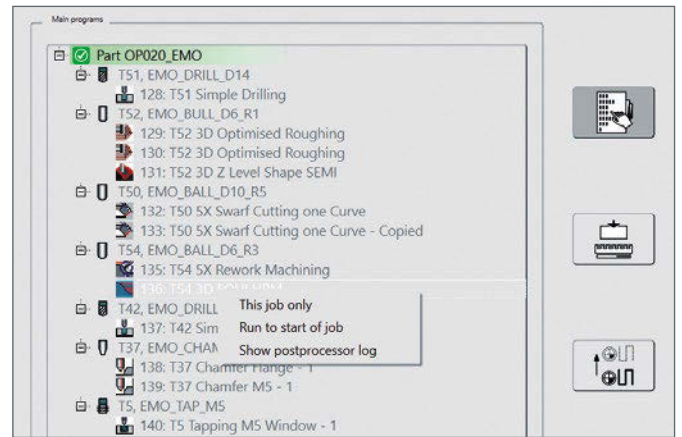 Main programs
Part OP020_EMO
T51, EMO_DRILL_D14
128: T51 Simple Drilling
T52, EMO_BULL_D6_R1
129: T52 3D Optimised Roughing
130: T52 3D Optimised Roughing
131: T52 3D Z Level Shape SEMI
T50, EMO_BALL_D10_R5
132: T50 5X Swarf Cutting one Curve
133: T50 5X Swarf Cutting one Curve - Copied
T54, EMO_BALL_D6_R3
135: T54 5X Rework Machining
136: T54 3D
T42, EMO_DRILL
This job only
137: T42 Sim
Run to start of job
T37, EMO_CHAM
Show postprocessor log
138: T37 Chamfer Flange - 1
139: T37 Chamfer M5 - 1
T5, EMO_TAP_M5
140: T5 Tapping M5 Window - 1